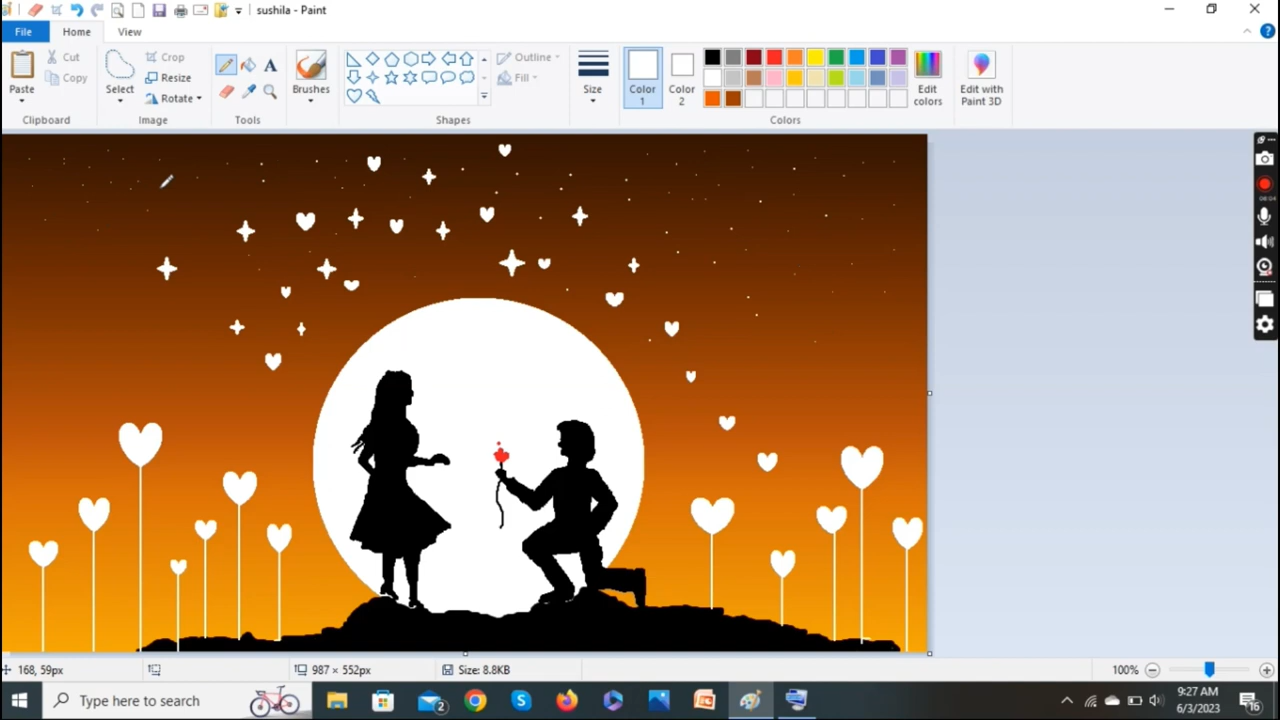 sushila - Paint
File Home View
Paste
Cut
Copy
Clipboard
Select
Crop
Resize
Rotate
Image
A
Tools
Brushes
Outline
Fill
Shapes
Size
Color 1
Color 2
Edit colors
Colors
Edit with Paint 3D
168, 59px
987 × 552px
Size: 8.8KB
100%
Type here to search
2
S
9:27 AM
6/3/2023
16